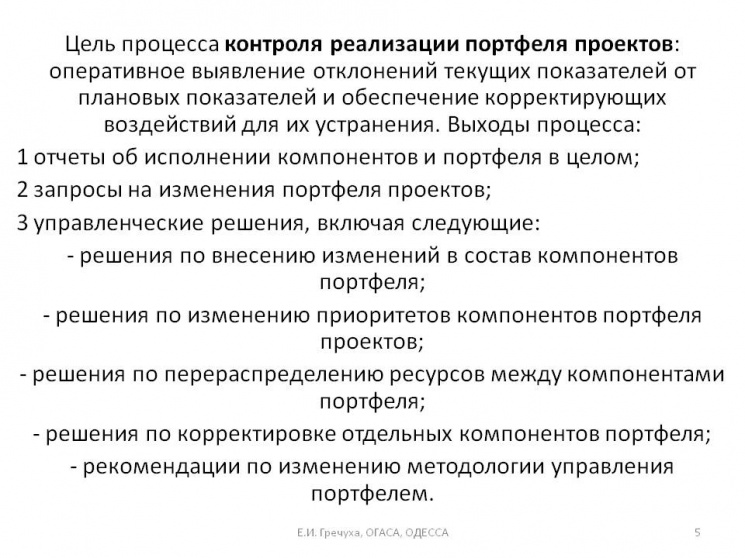 Цель процесса контроля реализации портфеля проектов:
оперативное выявление отклонений текущих показателей от
плановых показателей и обеспечение корректирующих
воздействий для их устранения. Выходы процесса:
1 отчеты об исполнении компонентов и портфеля в целом;
2 запросы на изменения портфеля проектов;
3 управленческие решения, включая следующие:
- решения по внесению изменений в состав компонентов
портфеля;
- решения по изменению приоритетов компонентов портфеля
проектов;
- решения по перераспределению ресурсов между компонентами
портфеля;
- решения по корректировке отдельных компонентов портфеля;
- рекомендации по изменению методологии управления
портфелем.
Е.И. Гречуха, ОГАСА, ОДЕССА 5